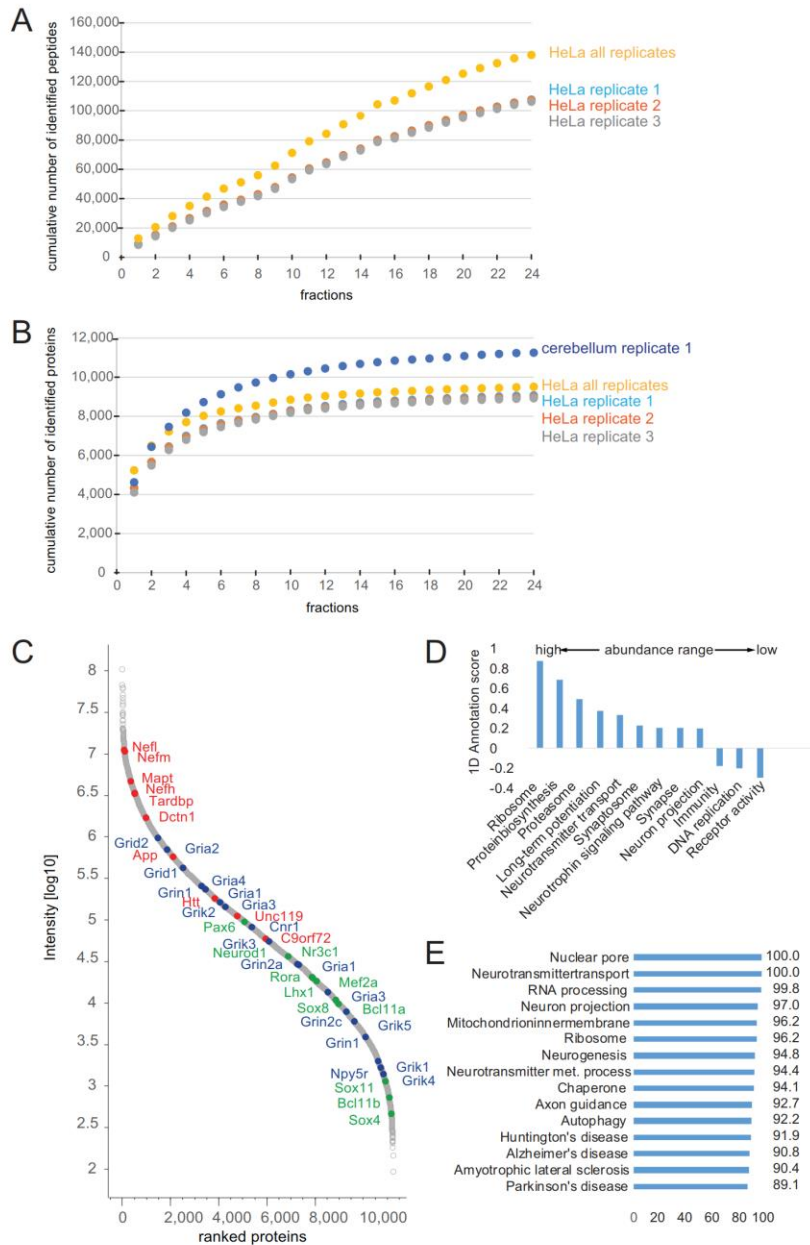 A
160,000
140,000
120,000
100,000
80,000
60,000
40,000
20,000
0
cumulative number of identified peptides
0 2 4 6 8 10 12 14 16 18 20 22 24
fractions
HeLa all replicates
HeLa replicate 1
HeLa replicate 2
HeLa replicate 3
B
12,000
10,000
8,000
6,000
4,000
2,000
0
cumulative number of identified proteins
0 2 4 6 8 10 12 14 16 18 20 22 24
fractions
cerebellum replicate 1
HeLa all replicates
HeLa replicate 1
HeLa replicate 2
HeLa replicate 3
C
8
7.5
7
6.5
6
5.5
5
4.5
4
3.5
3
2.5
2
Intensity [log10]
Nefl
Nefm
Mapt
Nefh
Tardbp
Dctn1
Grid2
Gria2
App
Grid1
Gria4
Grin1
Gria1
Htt
Gria3
Grik2
Unc119
Pax6
Cnr1
Grik3
C9orf72
Neurod1
Nr3c1
Grin2a
Gria1
Rora
Mef2a
Lhx1
Gria3
Sox8
Bcl11a
Grin2c
Grik5
Grin1
Grik1
Npy5r
Grik4
Sox11
Bcl11b
Sox4
0 2,000 4,000 6,000 8,000 10,000
ranked proteins
D
high abundance range low
1
0.8
0.6
0.4
0.2
0
-0.2
-0.4
1D Annotation score
Ribosome
Proteinbiosynthesis
Proteasome
Long-term potentiation
Neurotransmitter transport
Synaptosome
Neurotrophin signaling pathway
Synapse
Neuron projection
Immunity
DNA replication
Receptor activity
E
Nuclear pore 100.0
Neurotransmittertransport 100.0
RNA processing 99.8
Neuron projection 97.0
Mitochondrioninnermembrane 96.2
Ribosome 96.2
Neurogenesis 94.8
Neurotransmitter met. process 94.4
Chaperone 94.1
Axon guidance 92.7
Autophagy 92.2
Huntington's disease 91.9
Alzheimer's disease 90.8
Amyotrophic lateral sclerosis 90.4
Parkinson's disease 89.1
0 20 40 60 80 100